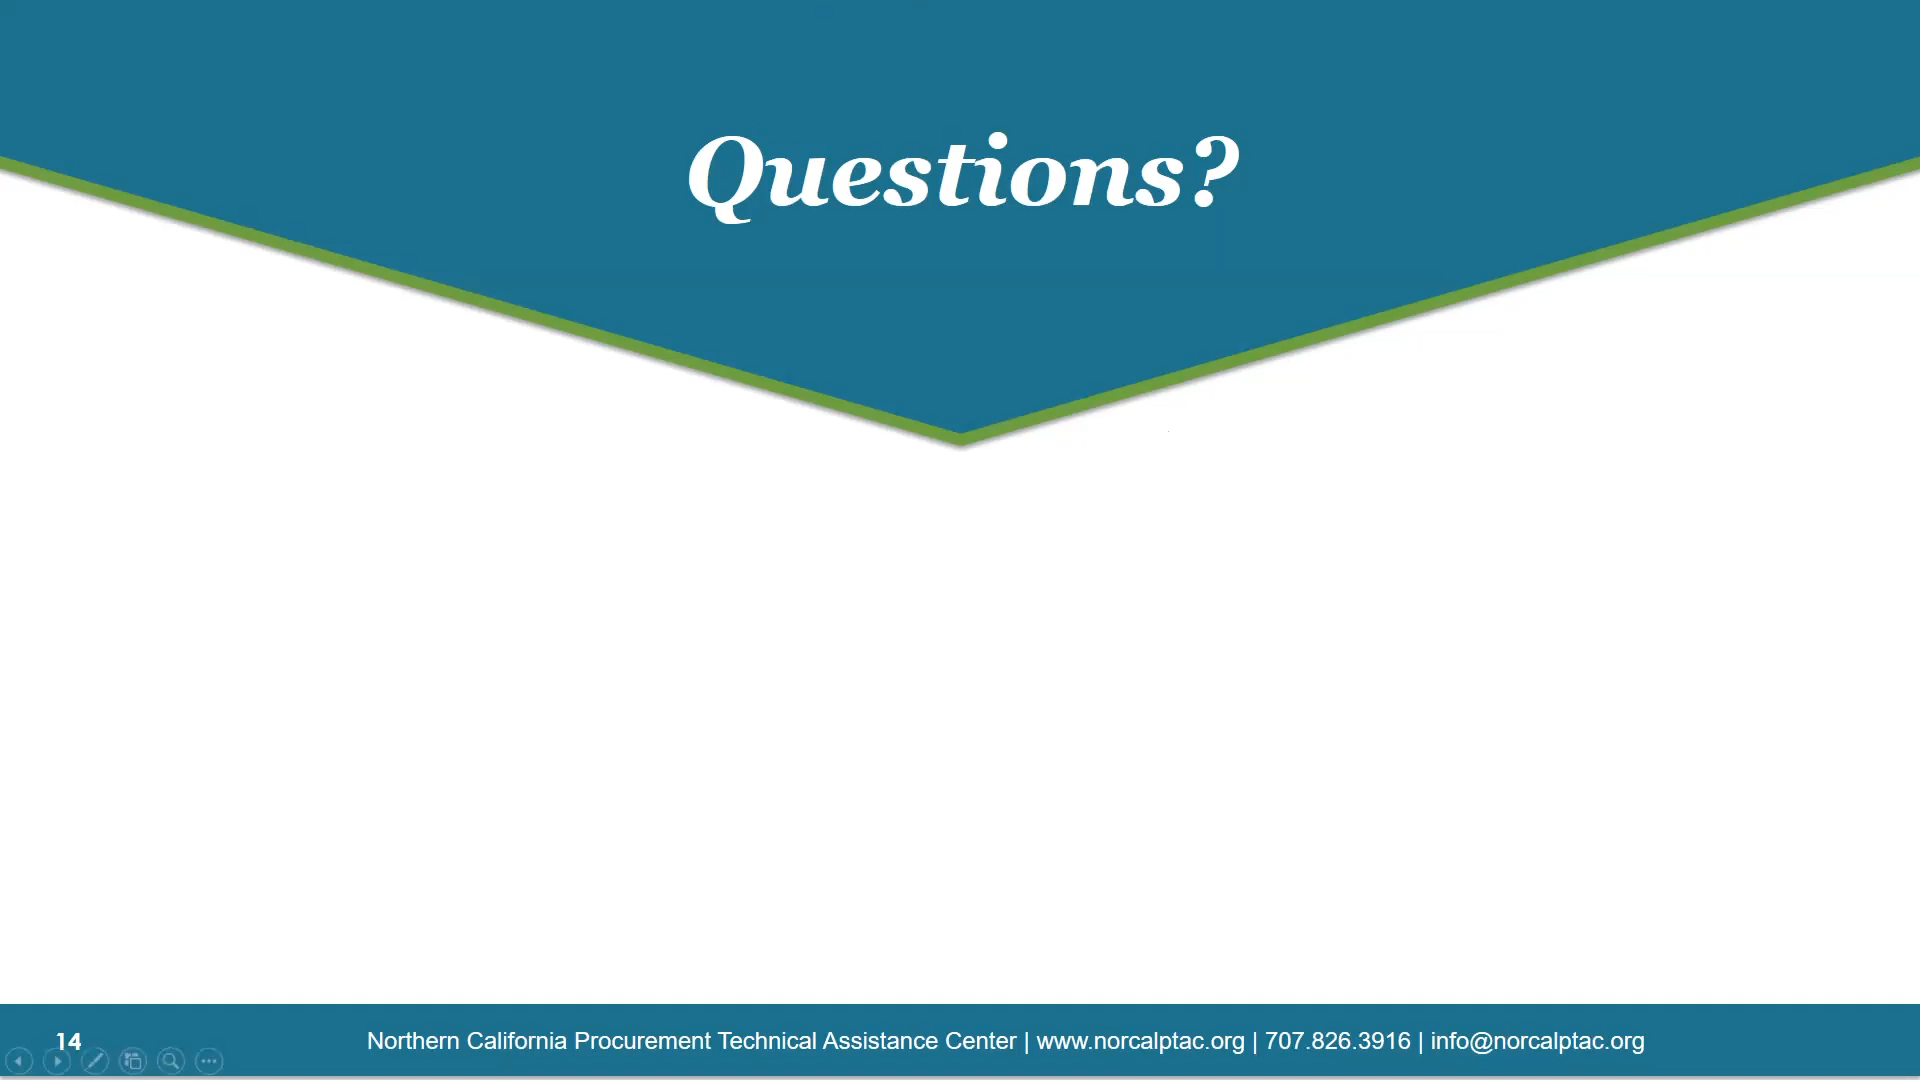 Questions?
14
Northern California Procurement Technical Assistance Center | www.norcalptac.org | 707.826.3916 | info@norcalptac.org